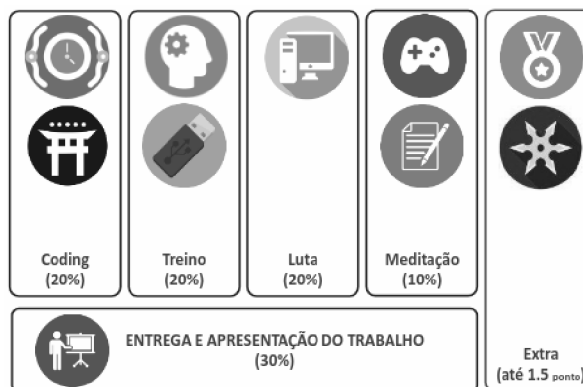 Coding
(20%)
Treino
(20%)
Luta
(20%)
Meditação
(10%)
ENTREGA E APRESENTAÇÃO DO TRABALHO
(30%)
Extra
(até 1.5 ponto)